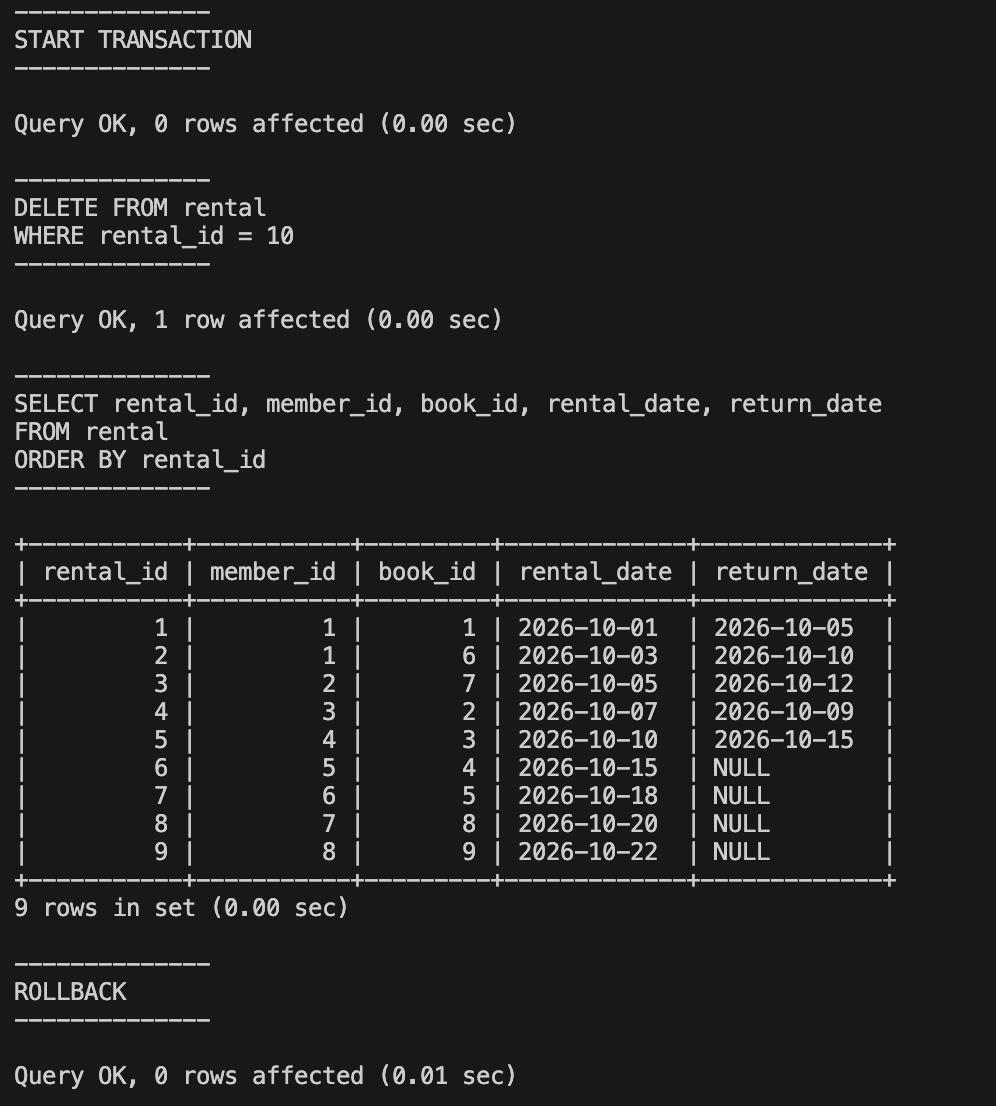 --------------
START TRANSACTION
--------------
Query OK, 0 rows affected (0.00 sec)
--------------
DELETE FROM rental
WHERE rental_id = 10
--------------
Query OK, 1 row affected (0.00 sec)
--------------
SELECT rental_id, member_id, book_id, rental_date, return_date
FROM rental
ORDER BY rental_id
--------------
+-----------+-----------+---------+-------------+-------------+
| rental_id | member_id | book_id | rental_date | return_date |
+-----------+-----------+---------+-------------+-------------+
|         1 |         1 |       1 | 2026-10-01  | 2026-10-05  |
|         2 |         1 |       6 | 2026-10-03  | 2026-10-10  |
|         3 |         2 |       7 | 2026-10-05  | 2026-10-12  |
|         4 |         3 |       2 | 2026-10-07  | 2026-10-09  |
|         5 |         4 |       3 | 2026-10-10  | 2026-10-15  |
|         6 |         5 |       4 | 2026-10-15  | NULL        |
|         7 |         6 |       5 | 2026-10-18  | NULL        |
|         8 |         7 |       8 | 2026-10-20  | NULL        |
|         9 |         8 |       9 | 2026-10-22  | NULL        |
+-----------+-----------+---------+-------------+-------------+
9 rows in set (0.00 sec)
--------------
ROLLBACK
--------------
Query OK, 0 rows affected (0.01 sec)